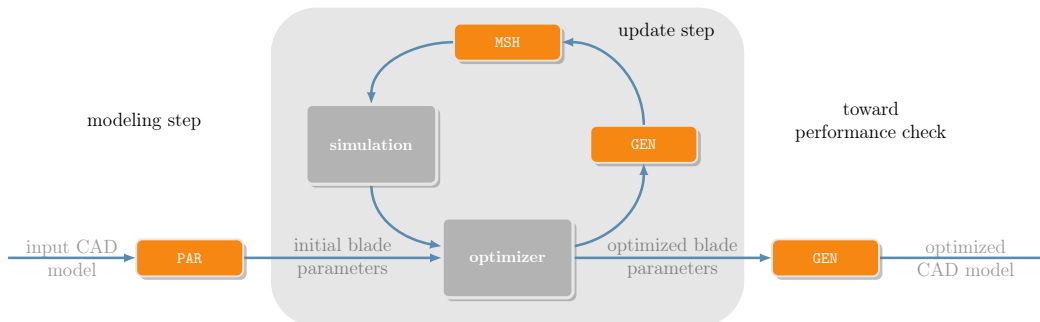 MSH
update step
modeling step
simulation
toward
performance check
GEN
input CAD
model
PAR
initial blade
parameters
optimizer
optimized blade
parameters
GEN
optimized
CAD model